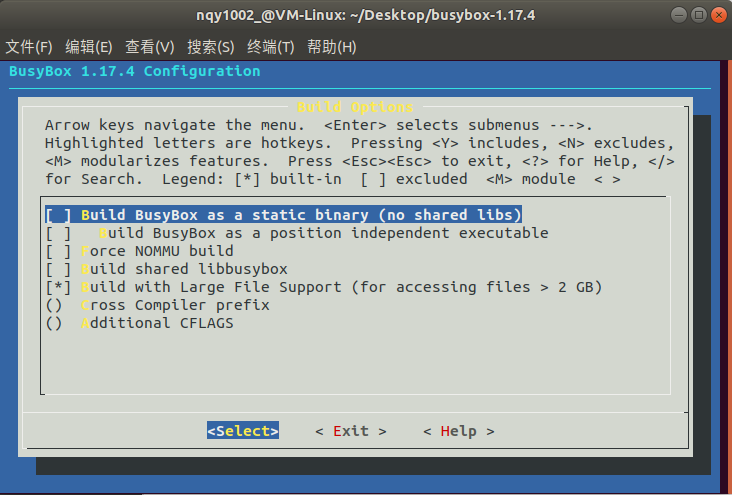 nqy1002_@VM-Linux: ~/Desktop/busybox-1.17.4
文件(F) 编辑(E) 查看(V) 搜索(S) 终端(T) 帮助(H)
BusyBox 1.17.4 Configuration
Build Options
Arrow keys navigate the menu. <Enter> selects submenus --->.
Highlighted letters are hotkeys. Pressing <Y> includes, <N> excludes,
<M> modularizes features. Press <Esc><Esc> to exit, <?> for Help, </>
for Search. Legend: [*] built-in [ ] excluded <M> module < >
[ ] Build BusyBox as a static binary (no shared libs)
[ ] Build BusyBox as a position independent executable
[ ] Force NOMMU build
[ ] Build shared libbusybox
[*] Build with Large File Support (for accessing files > 2 GB)
() Cross Compiler prefix
() Additional CFLAGS
<Select> < Exit > < Help >